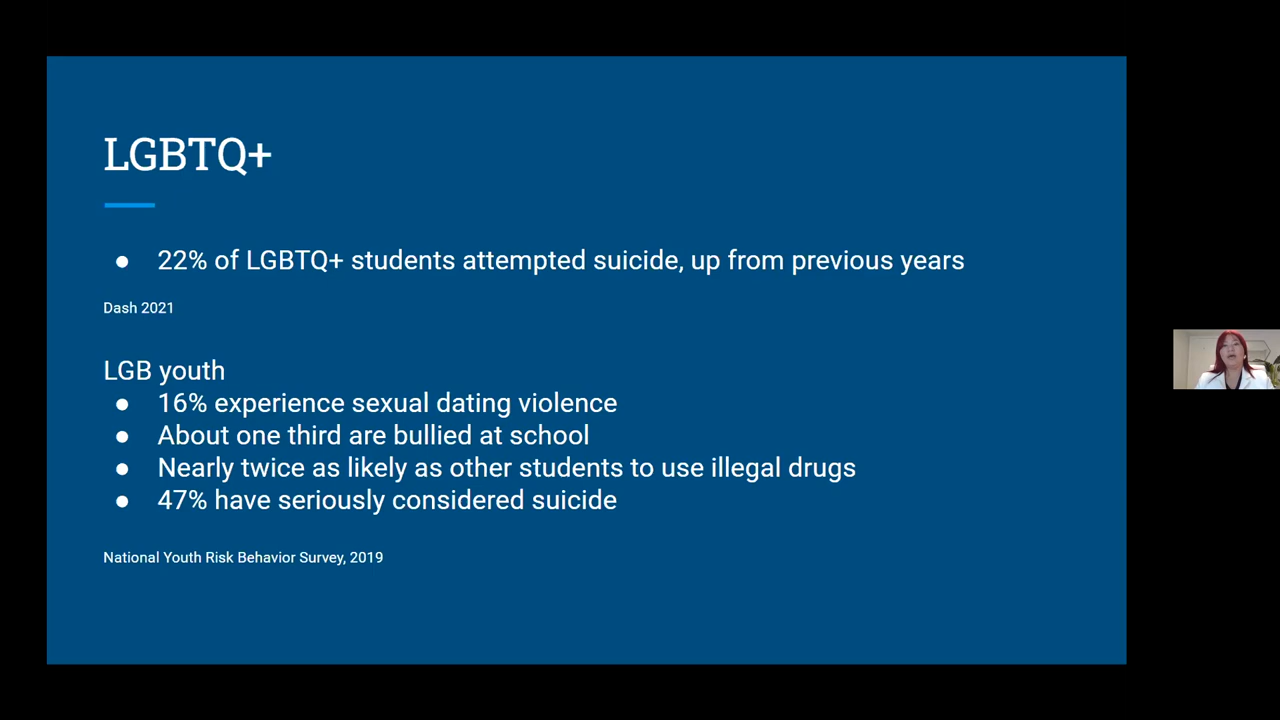 LGBTQ+
● 22% of LGBTQ+ students attempted suicide, up from previous years
Dash 2021
LGB youth
● 16% experience sexual dating violence
● About one third are bullied at school
● Nearly twice as likely as other students to use illegal drugs
● 47% have seriously considered suicide
National Youth Risk Behavior Survey, 2019